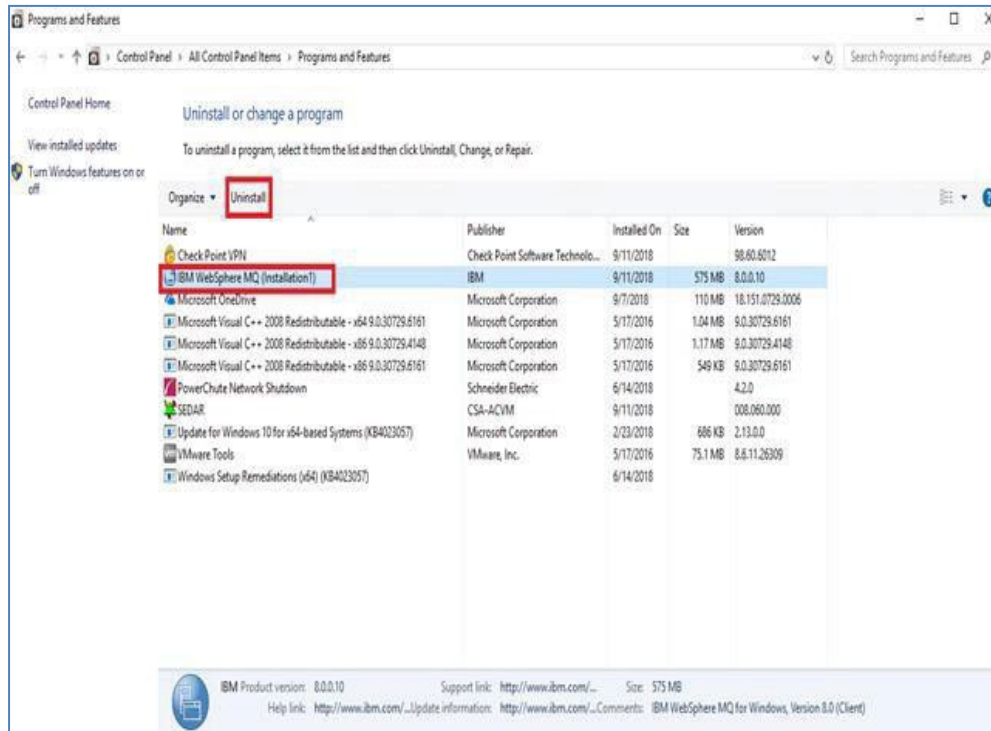 Programs and Features
Control Panel › All Control Panel Items › Programs and Features
Search Programs and Features
Control Panel Home
View installed updates
Turn Windows features on or
off
Uninstall or change a program
To uninstall a program, select it from the list and then click Uninstall, Change, or Repair.
Organize Uninstall
Name Publisher Installed On Size Version
Check Point VPN Check Point Software Technolo... 9/11/2018 98.60.6012
IBM WebSphere MQ (Installation1) IBM 9/11/2018 575 MB 8.0.0.10
Microsoft OneDrive Microsoft Corporation 9/7/2018 110 MB 18.151.0729.0006
Microsoft Visual C++ 2008 Redistributable - x64 9.0.30729.6161 Microsoft Corporation 5/17/2016 1.04 MB 9.0.30729.6161
Microsoft Visual C++ 2008 Redistributable - x86 9.0.30729.4148 Microsoft Corporation 5/17/2016 1.17 MB 9.0.30729.4148
Microsoft Visual C++ 2008 Redistributable - x86 9.0.30729.6161 Microsoft Corporation 5/17/2016 549 KB 9.0.30729.6161
PowerChute Network Shutdown Schneider Electric 6/14/2018 4.2.0
SEDAR CSA-ACVM 9/11/2018 008.060.000
Update for Windows 10 for x64-based Systems (KB4023057) Microsoft Corporation 2/23/2018 686 KB 2.13.0.0
VMware Tools VMware, Inc. 5/17/2016 75.1 MB 8.6.11.26309
Windows Setup Remediations (x64) (KB4023057) 6/14/2018
IBM Product version: 8.0.0.10 Support link: http://www.ibm.com/... Size: 575 MB
Help link: http://www.ibm.com/... Update information: http://www.ibm.com/... Comments: IBM WebSphere MQ for Windows, Version 8.0 (Client)